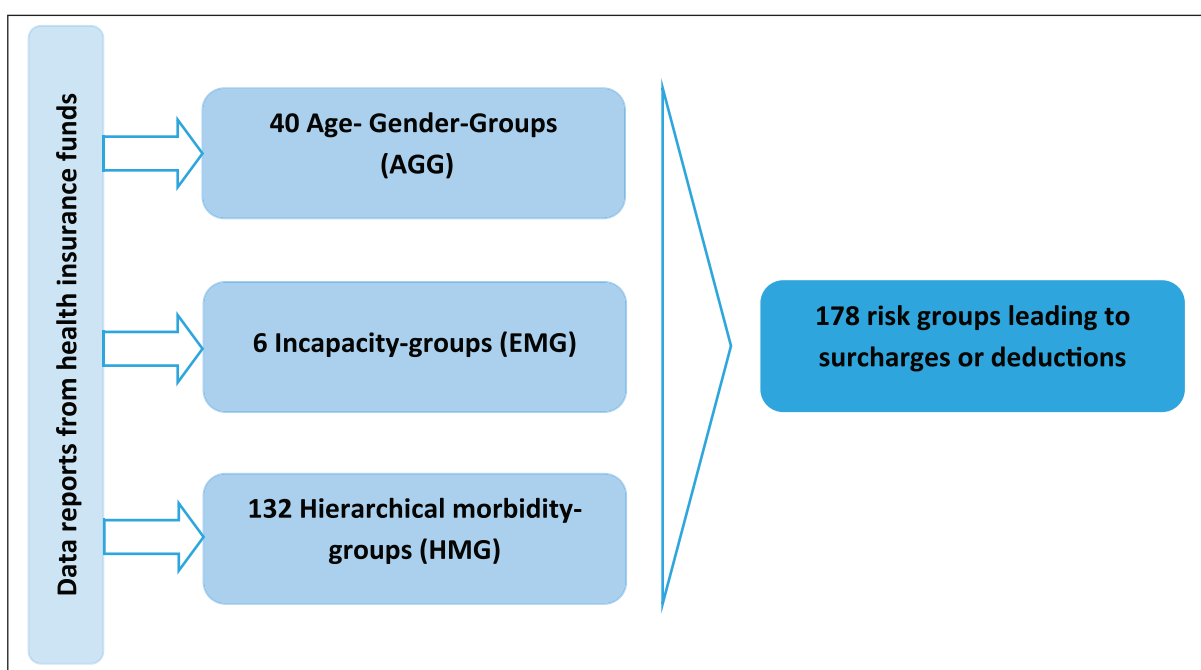 Data reports from health insurance funds
40 Age- Gender-Groups
(AGG)
6 Incapacity-groups (EMG)
132 Hierarchical morbidity-
groups (HMG)
178 risk groups leading to
surcharges or deductions